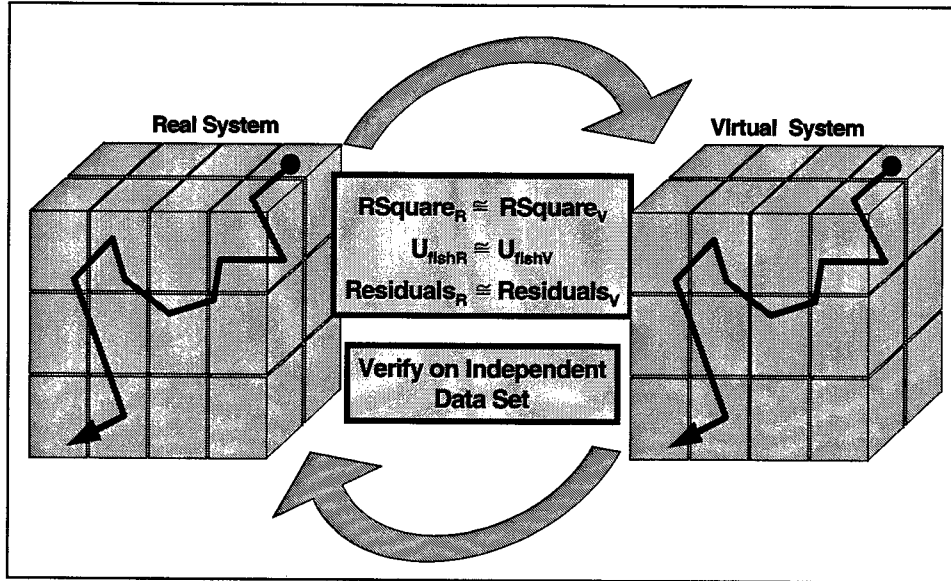 Real System
Virtual System
RSquare_R ≅ RSquare_V
U_fishR ≅ U_fishV
Residuals_R ≅ Residuals_V
Verify on Independent
Data Set